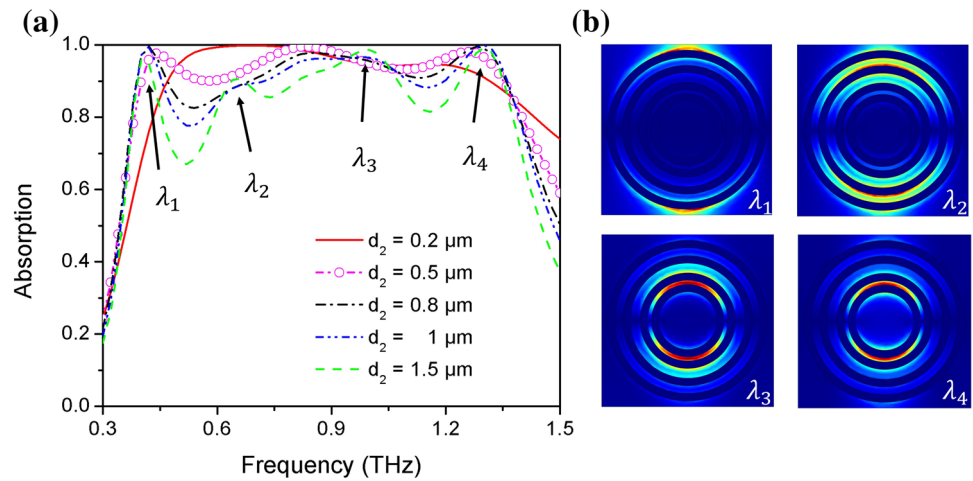 (a)
(b)
1.0
0.8
0.6
0.4
0.2
0.0
Absorption
λ₁
λ₂
λ₃
λ₄
d₂ = 0.2 μm
d₂ = 0.5 μm
d₂ = 0.8 μm
d₂ = 1 μm
d₂ = 1.5 μm
0.3 0.6 0.9 1.2 1.5
Frequency (THz)
λ₁
λ₂
λ₃
λ₄